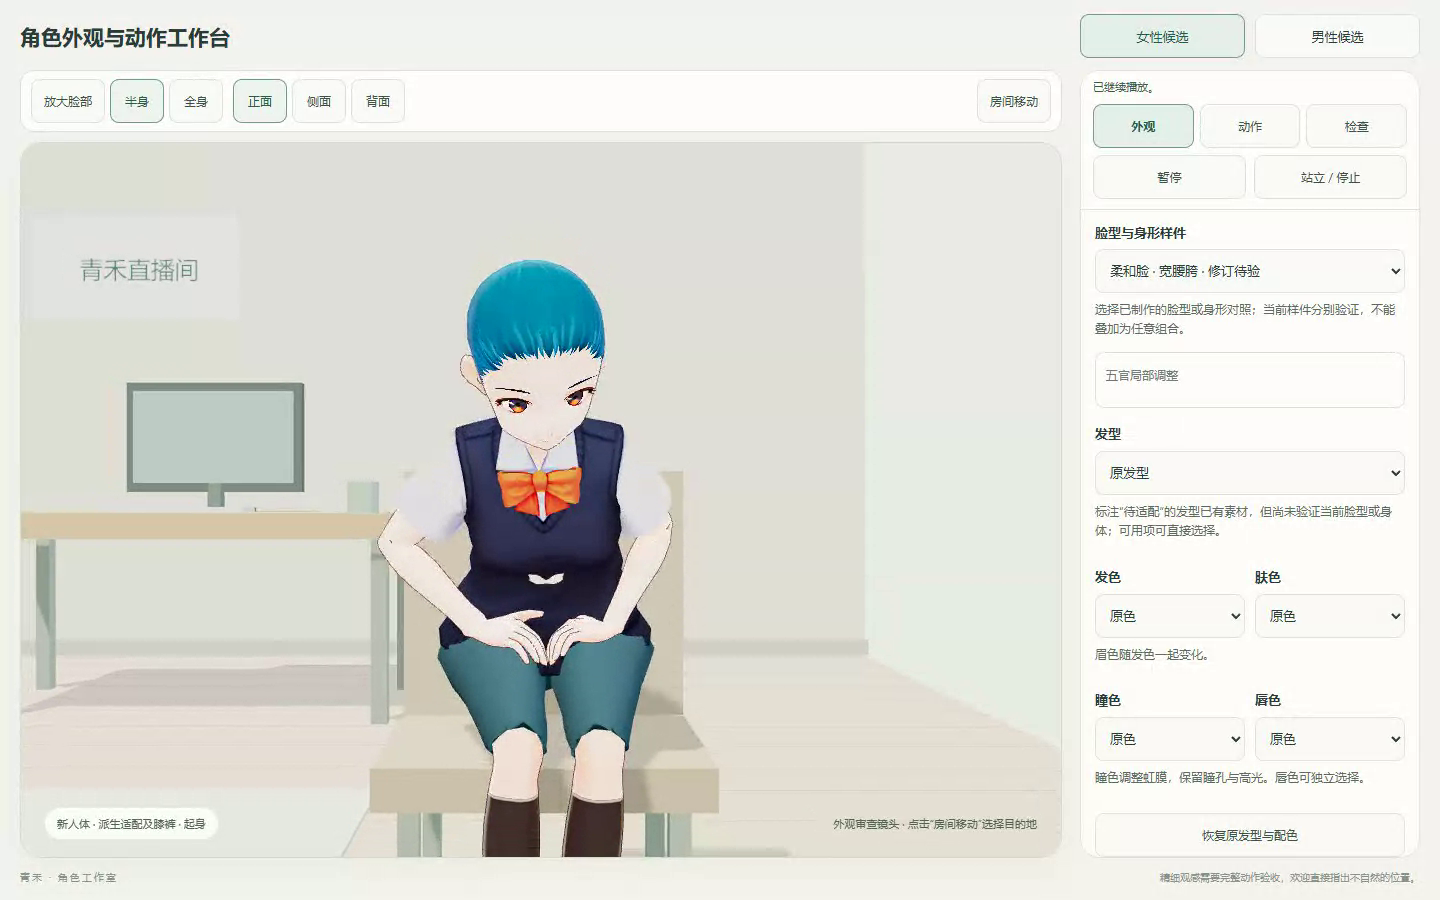 角色外观与动作工作台
女性候选
男性候选
放大脸部
半身
全身
正面
侧面
背面
房间移动
已继续播放。
外观
动作
检查
暂停
站立 / 停止
青禾直播间
脸型与身形样件
柔和脸 · 宽腰胯 · 修订待验
选择已制作的脸型或身形对照；当前样件分别验证，不能
叠加为任意组合。
五官局部调整
发型
原发型
标注“待适配”的发型已有素材，但尚未验证当前脸型或身
体；可用项可直接选择。
发色
肤色
原色
原色
眉色随发色一起变化。
瞳色
唇色
原色
原色
瞳色调整虹膜，保留瞳孔与高光。唇色可独立选择。
恢复原发型与配色
新人体 · 派生适配及膝裤 · 起身
外观审查镜头 · 点击“房间移动”选择目的地
青禾 · 角色工作室
精细观感需要完整动作验收，欢迎直接指出不自然的位置。